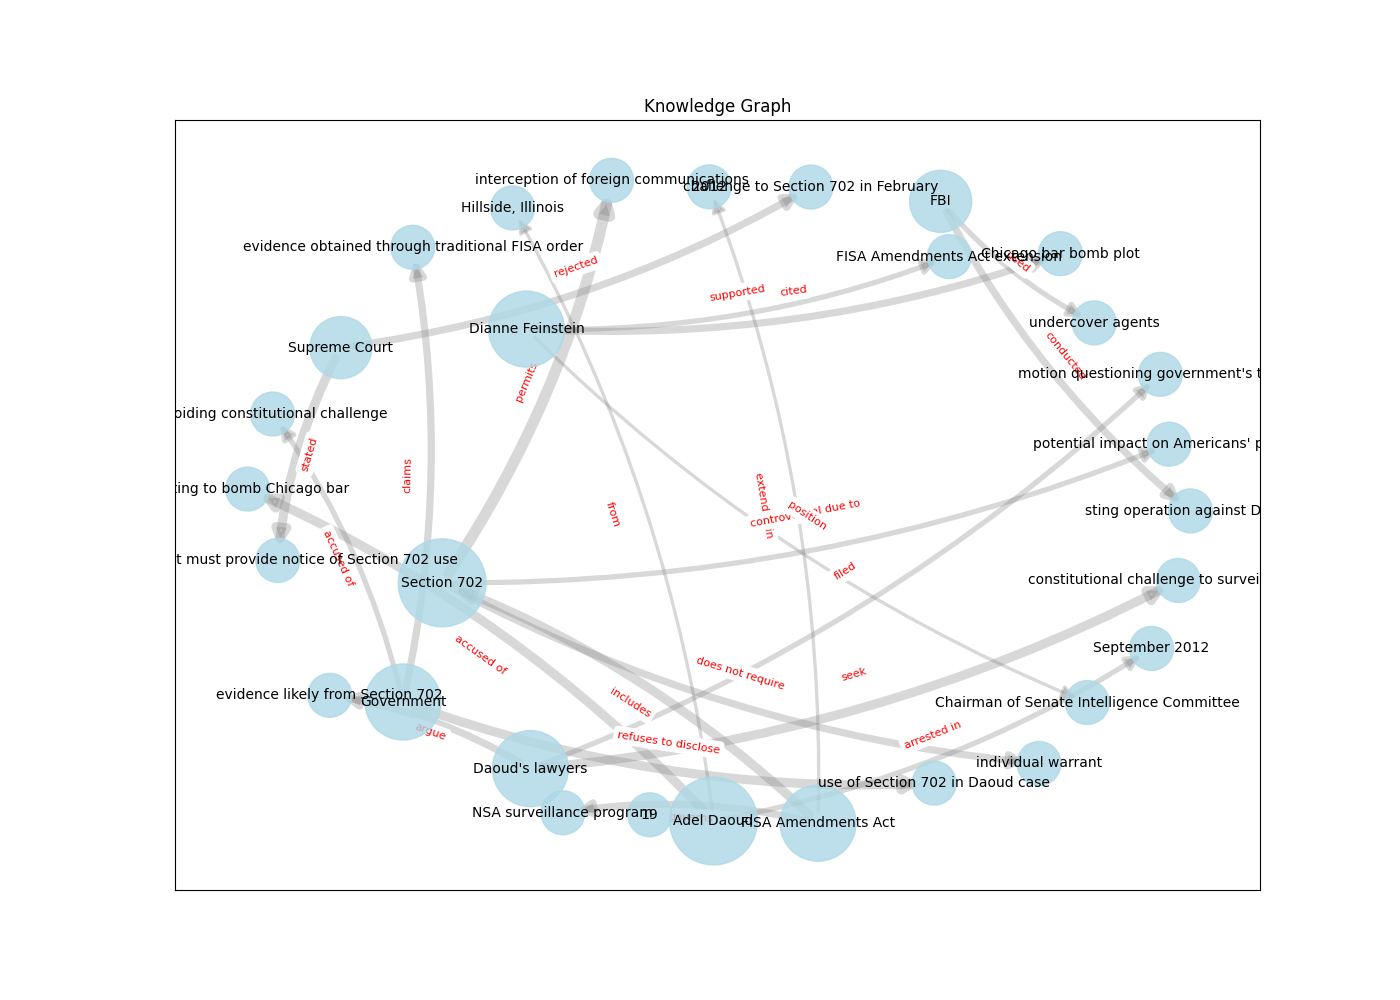 Knowledge Graph
interception of foreign communications
2012
challenge to Section 702 in February
FBI
Hillside, Illinois
evidence obtained through traditional FISA order
FISA Amendments Act extension
Chicago bar bomb plot
rejected
supported
cited
undercover agents
Dianne Feinstein
Supreme Court
conducted
permits
motion questioning government's t
oiding constitutional challenge
potential impact on Americans' p
stated
claims
ting to bomb Chicago bar
extend
in
from
position
due to
sting operation against D
t must provide notice of Section 702 use
accused of
filed
Section 702
constitutional challenge to survei
accused of
September 2012
does not require
seek
evidence likely from Section 702
Government
includes
Chairman of Senate Intelligence Committee
argue
refuses to disclose
arrested in
Daoud's lawyers
individual warrant
use of Section 702 in Daoud case
NSA surveillance program
19
Adel Daoud
FISA Amendments Act